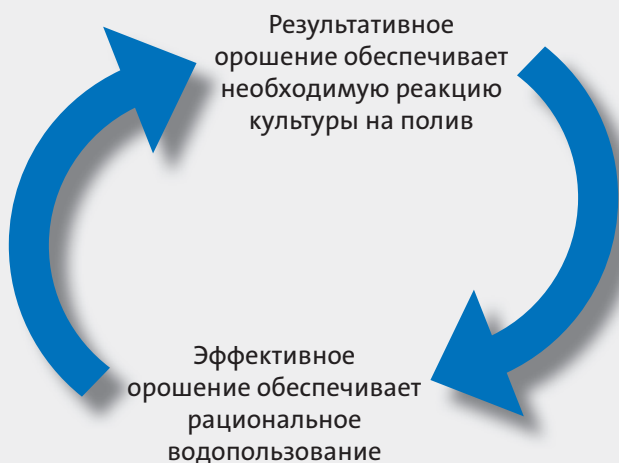 Результативное
орошение обеспечивает
необходимую реакцию
культуры на полив
Эффективное
орошение обеспечивает
рациональное
водопользование